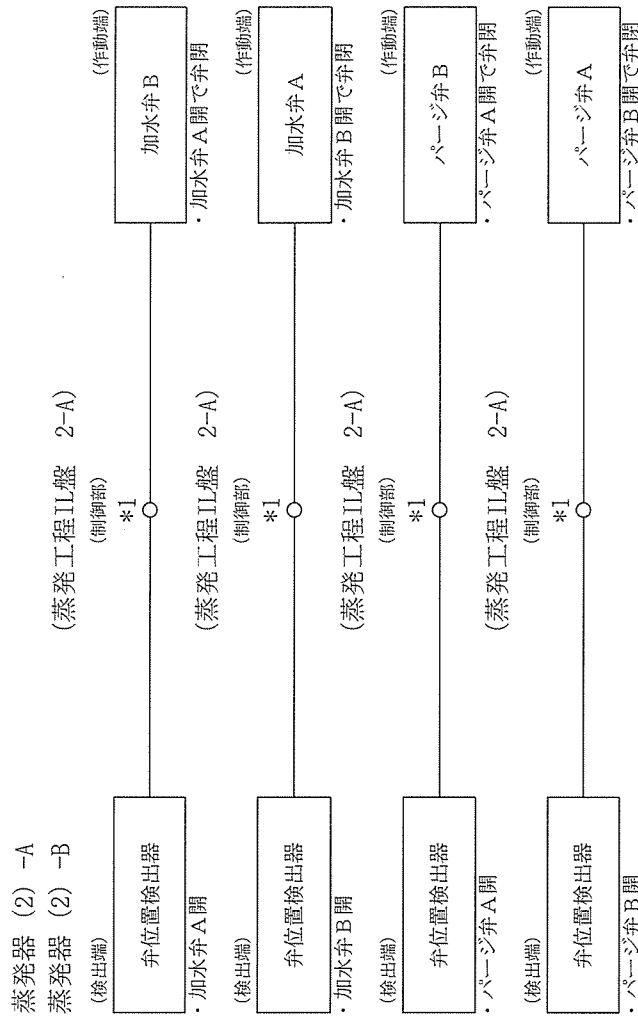 蒸発器 (2) -A
蒸発器 (2) -B
(検出端)
弁位置検出器
・加水弁A開
(蒸発工程IL盤 2-A)
(制御部)
*1
(作動端)
加水弁B
・加水弁A開で弁閉
(検出端)
弁位置検出器
・加水弁B開
(蒸発工程IL盤 2-A)
(制御部)
*1
(作動端)
加水弁A
・加水弁B開で弁閉
(検出端)
弁位置検出器
・パージ弁A開
(蒸発工程IL盤 2-A)
(制御部)
*1
(作動端)
パージ弁B
・パージ弁A開で弁閉
(検出端)
弁位置検出器
・パージ弁B開
(蒸発工程IL盤 2-A)
(制御部)
*1
(作動端)
パージ弁A
・パージ弁B開で弁閉